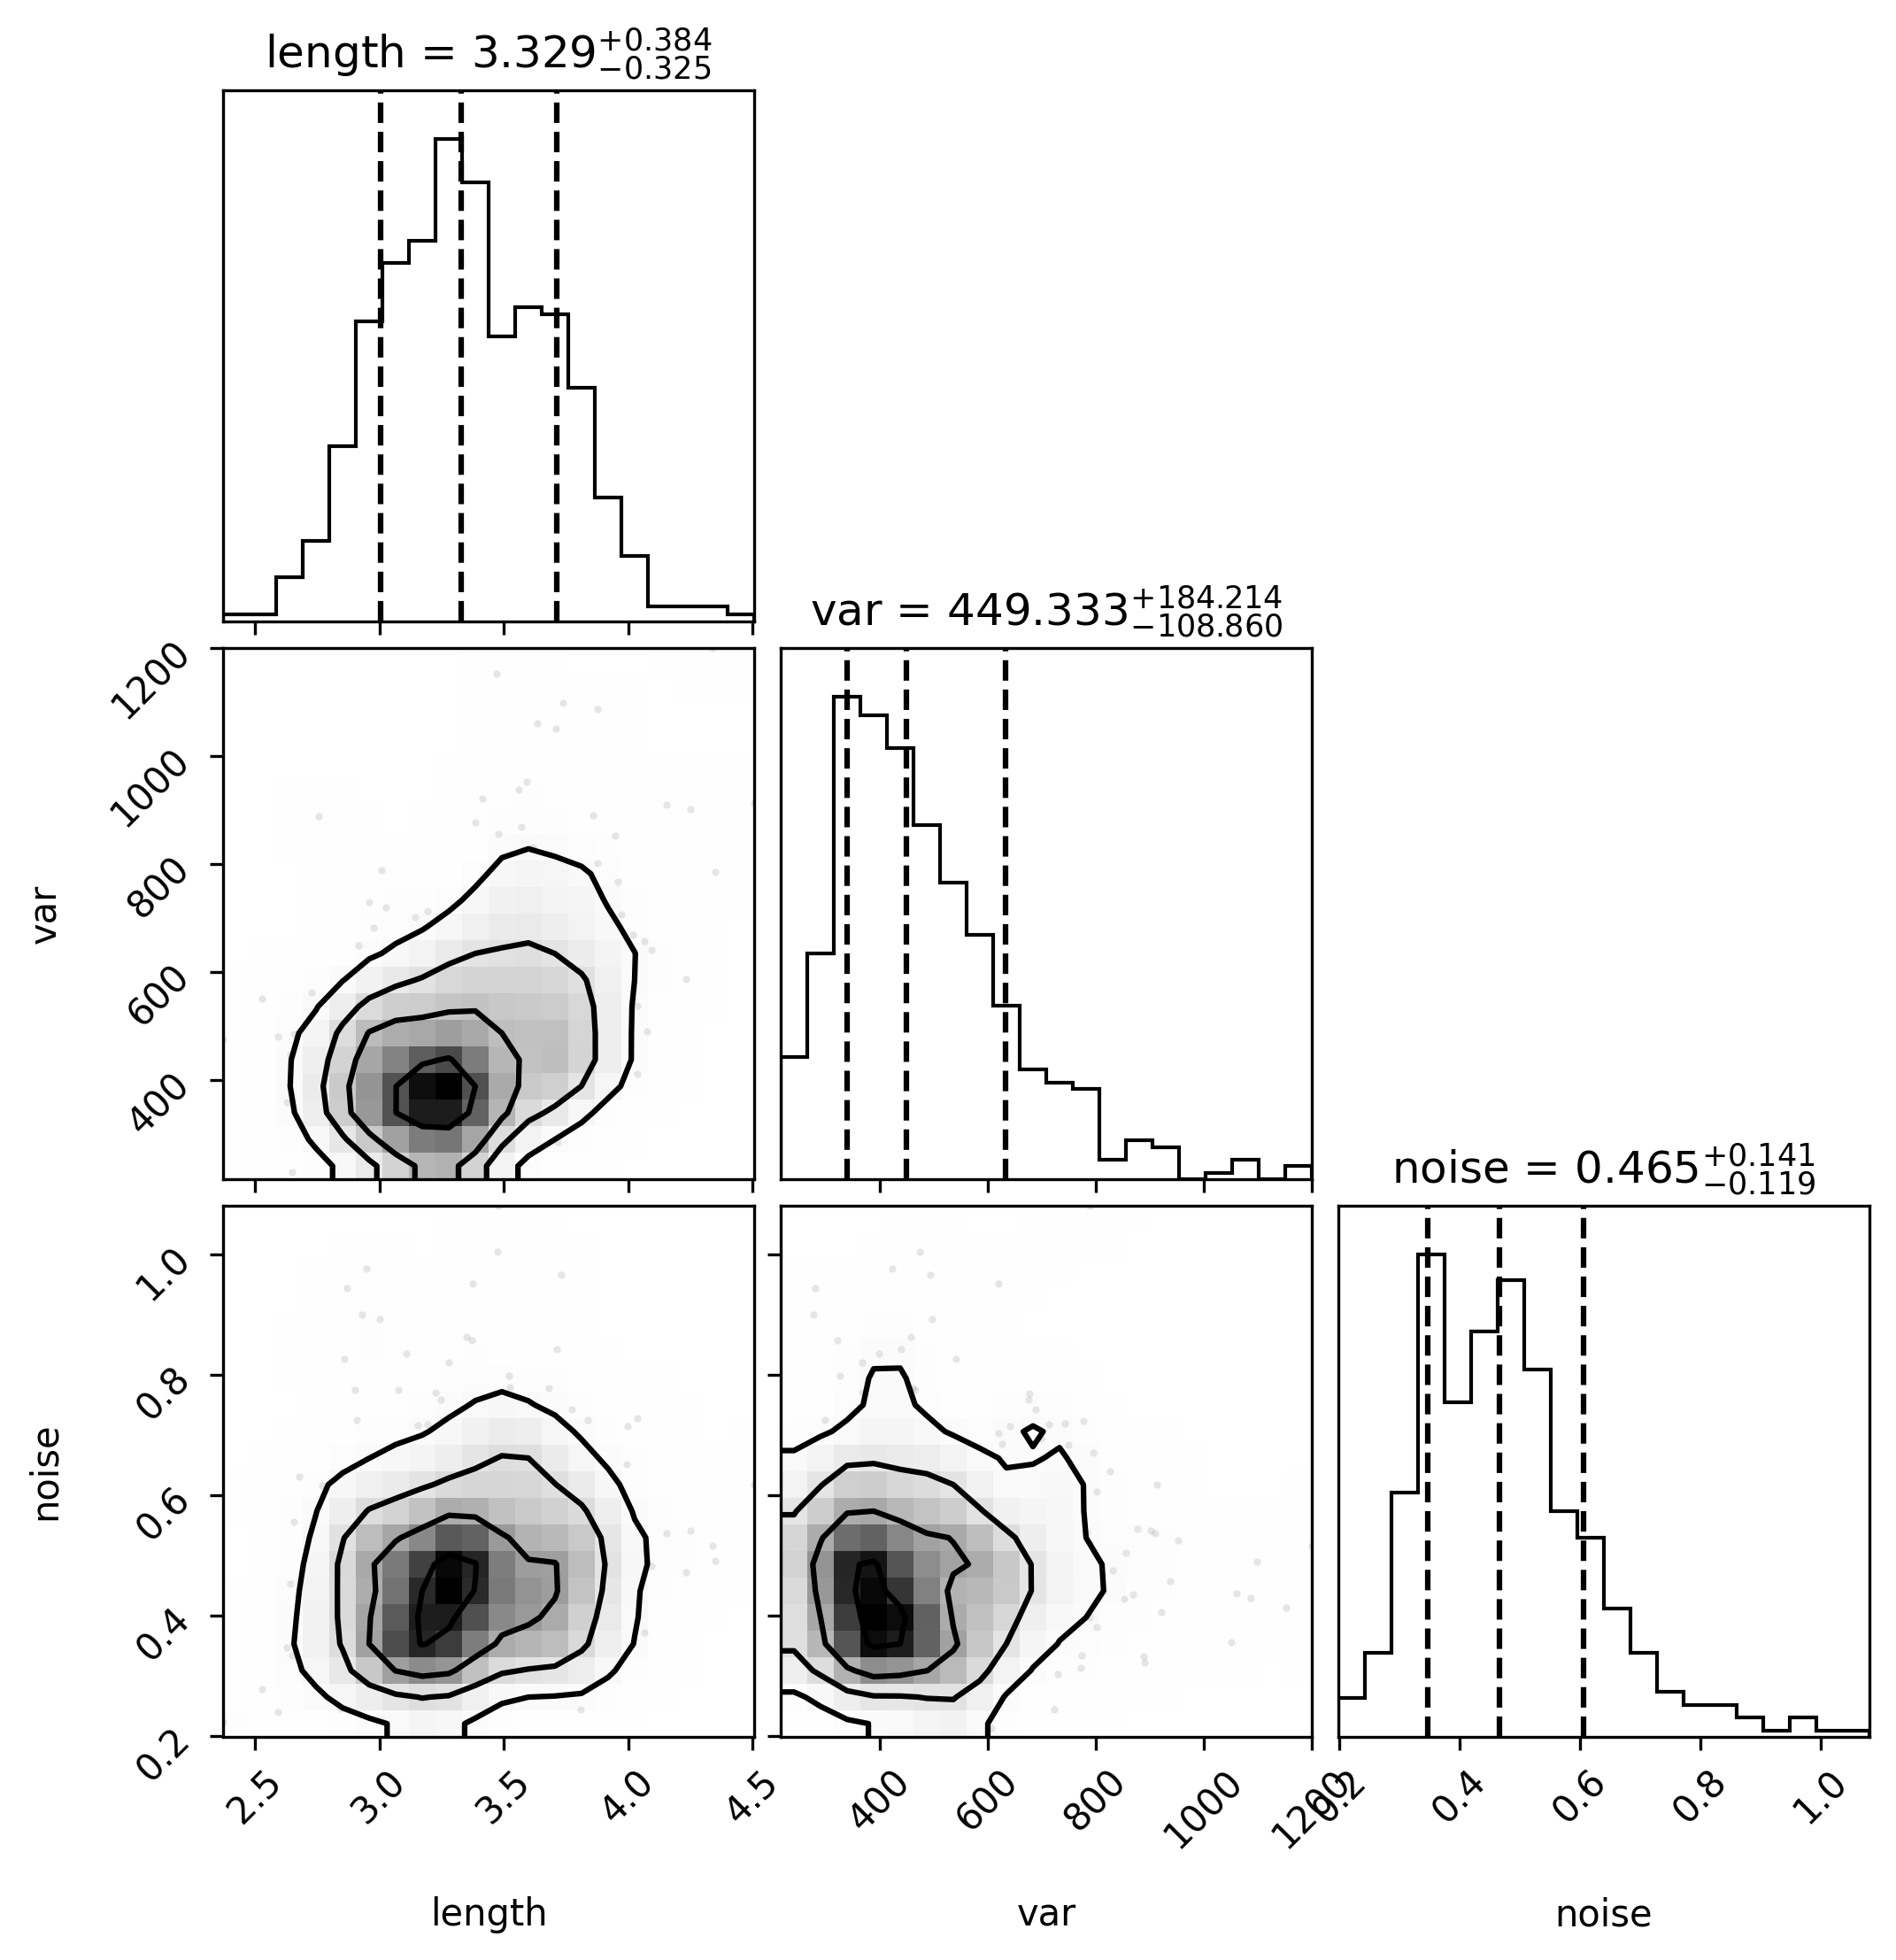 length = 3.329+0.384−0.325
var = 449.333+184.214−108.860
1200
1000
800
600
400
var
noise = 0.465+0.141−0.119
1.0
0.8
0.6
0.4
0.2
noise
2.5 3.0 3.5 4.0 4.5 400 600 800 1000 1200 0.2 0.4 0.6 0.8 1.0
length var noise